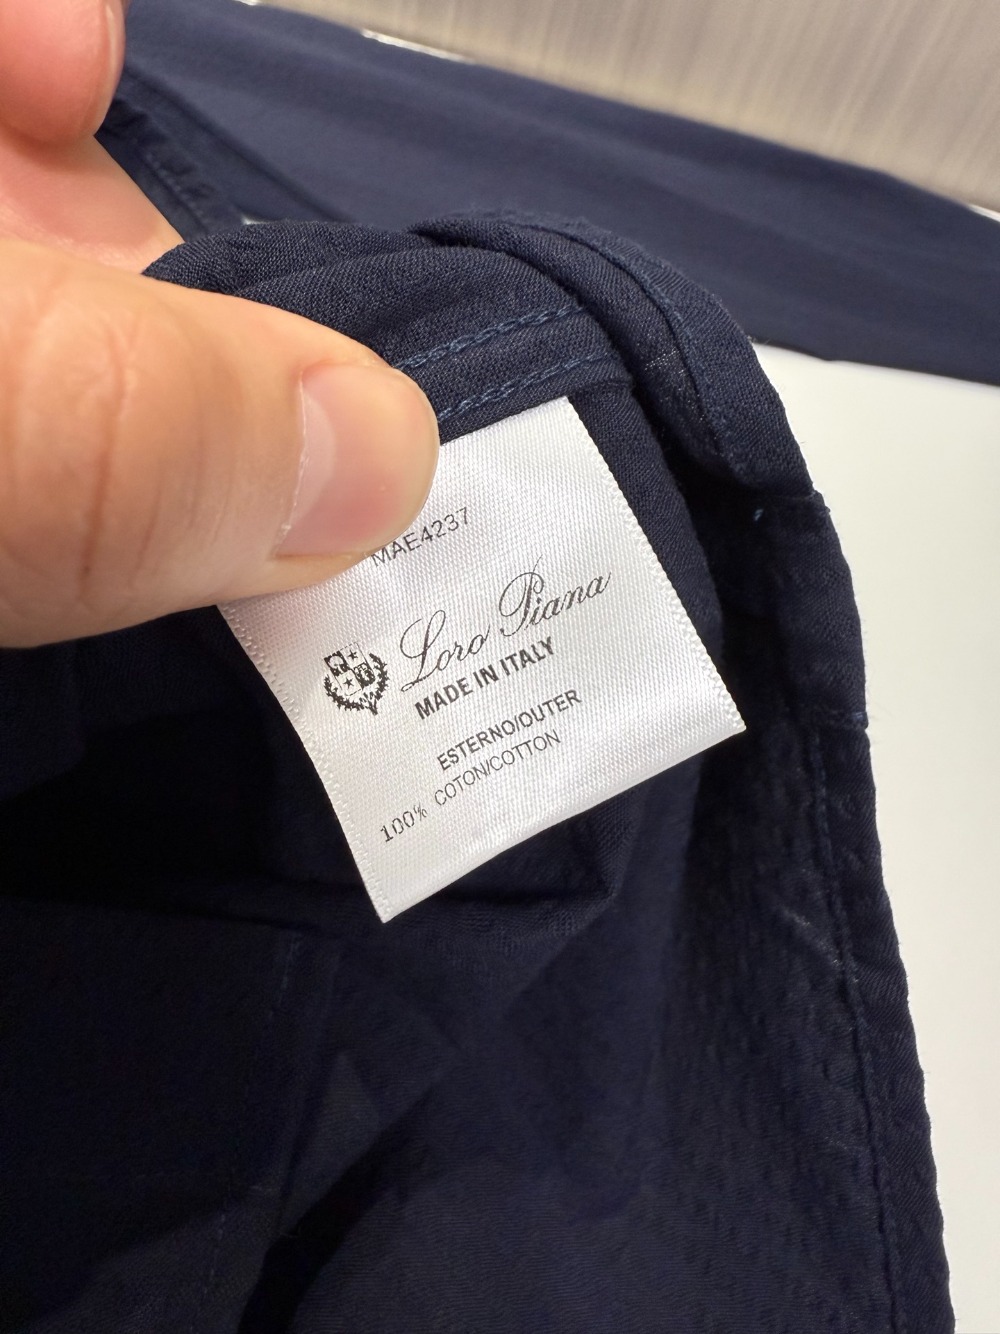 MAE4237
Loro Piana
MADE IN ITALY
ESTERNO/OUTER
100% COTON/COTTON